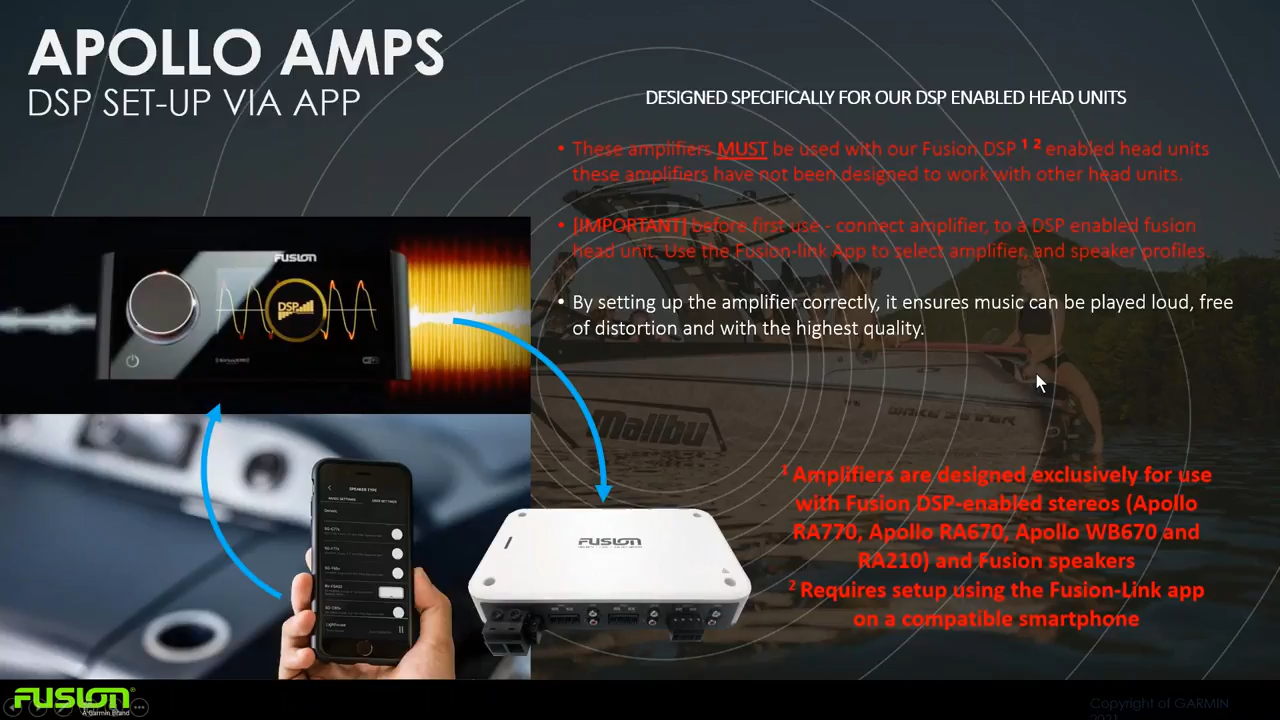 APOLLO AMPS
DSP SET-UP VIA APP
DESIGNED SPECIFICALLY FOR OUR DSP ENABLED HEAD UNITS
• These amplifiers MUST be used with our Fusion DSP ¹ ² enabled head units
these amplifiers have not been designed to work with other head units.
• [IMPORTANT] before first use - connect amplifier, to a DSP enabled fusion
head unit. Use the Fusion-link App to select amplifier, and speaker profiles.
• By setting up the amplifier correctly, it ensures music can be played loud, free
of distortion and with the highest quality.
FUSION
DSP
SPEAKER TYPE
Malibu
FUSION
¹ Amplifiers are designed exclusively for use
with Fusion DSP-enabled stereos (Apollo
RA770, Apollo RA670, Apollo WB670 and
RA210) and Fusion speakers
² Requires setup using the Fusion-Link app
on a compatible smartphone
FUSION
A Garmin Brand
Copyright of GARMIN
2021